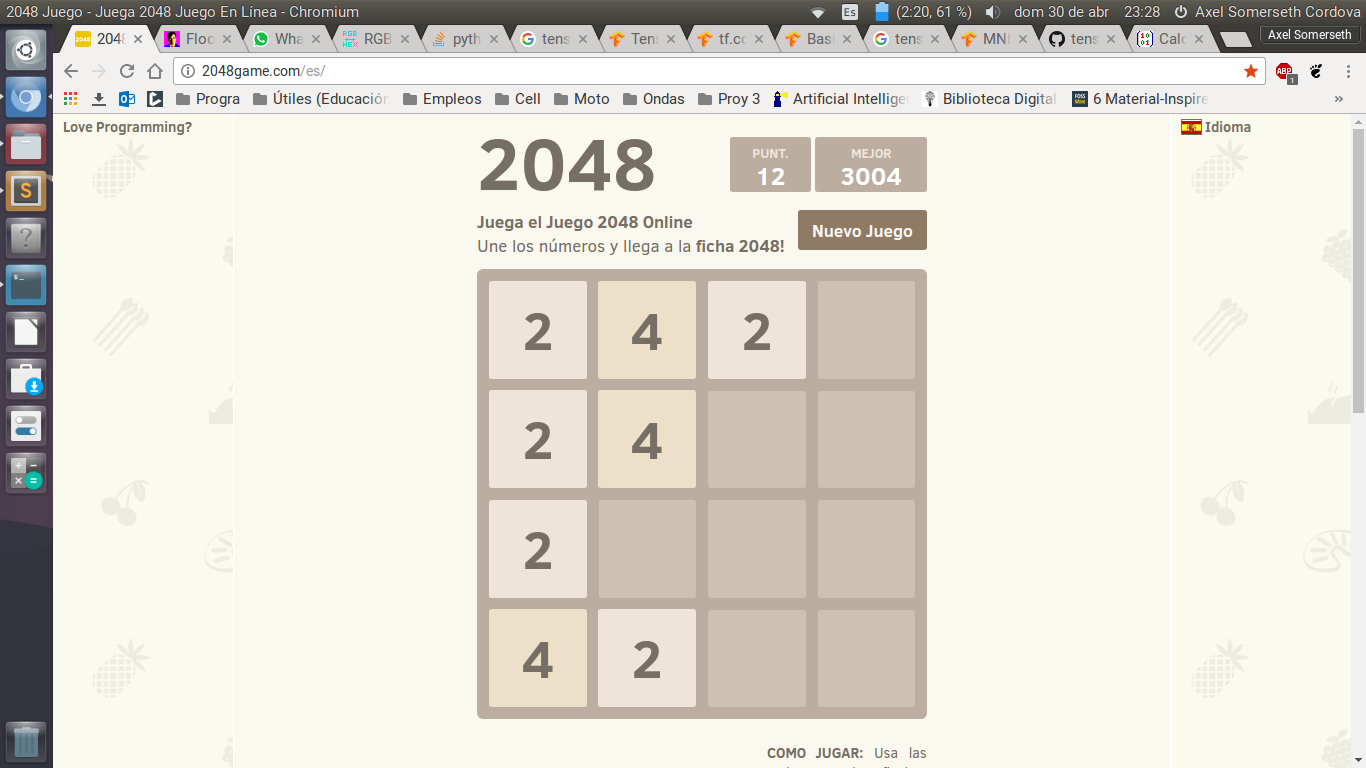 2048 Juego - Juega 2048 Juego En Línea - Chromium
Es (2:20, 61 %) dom 30 de abr 23:28 Axel Somerseth Cordova
2048 Floo Wha RGB pyth tens Tens tf.co Basi tens MNI tens Calc Axel Somerseth
2048game.com/es/ ABP 1
Progra Útiles (Educación Empleos Cell Moto Ondas Proy 3 Artificial Intellige Biblioteca Digital 6 Material-Inspire »
Love Programming?
Idioma
2048
PUNT.
12
MEJOR
3004
Juega el Juego 2048 Online
Une los números y llega a la ficha 2048!
Nuevo Juego
2 4 2
2 4
2
4 2
COMO JUGAR: Usa las